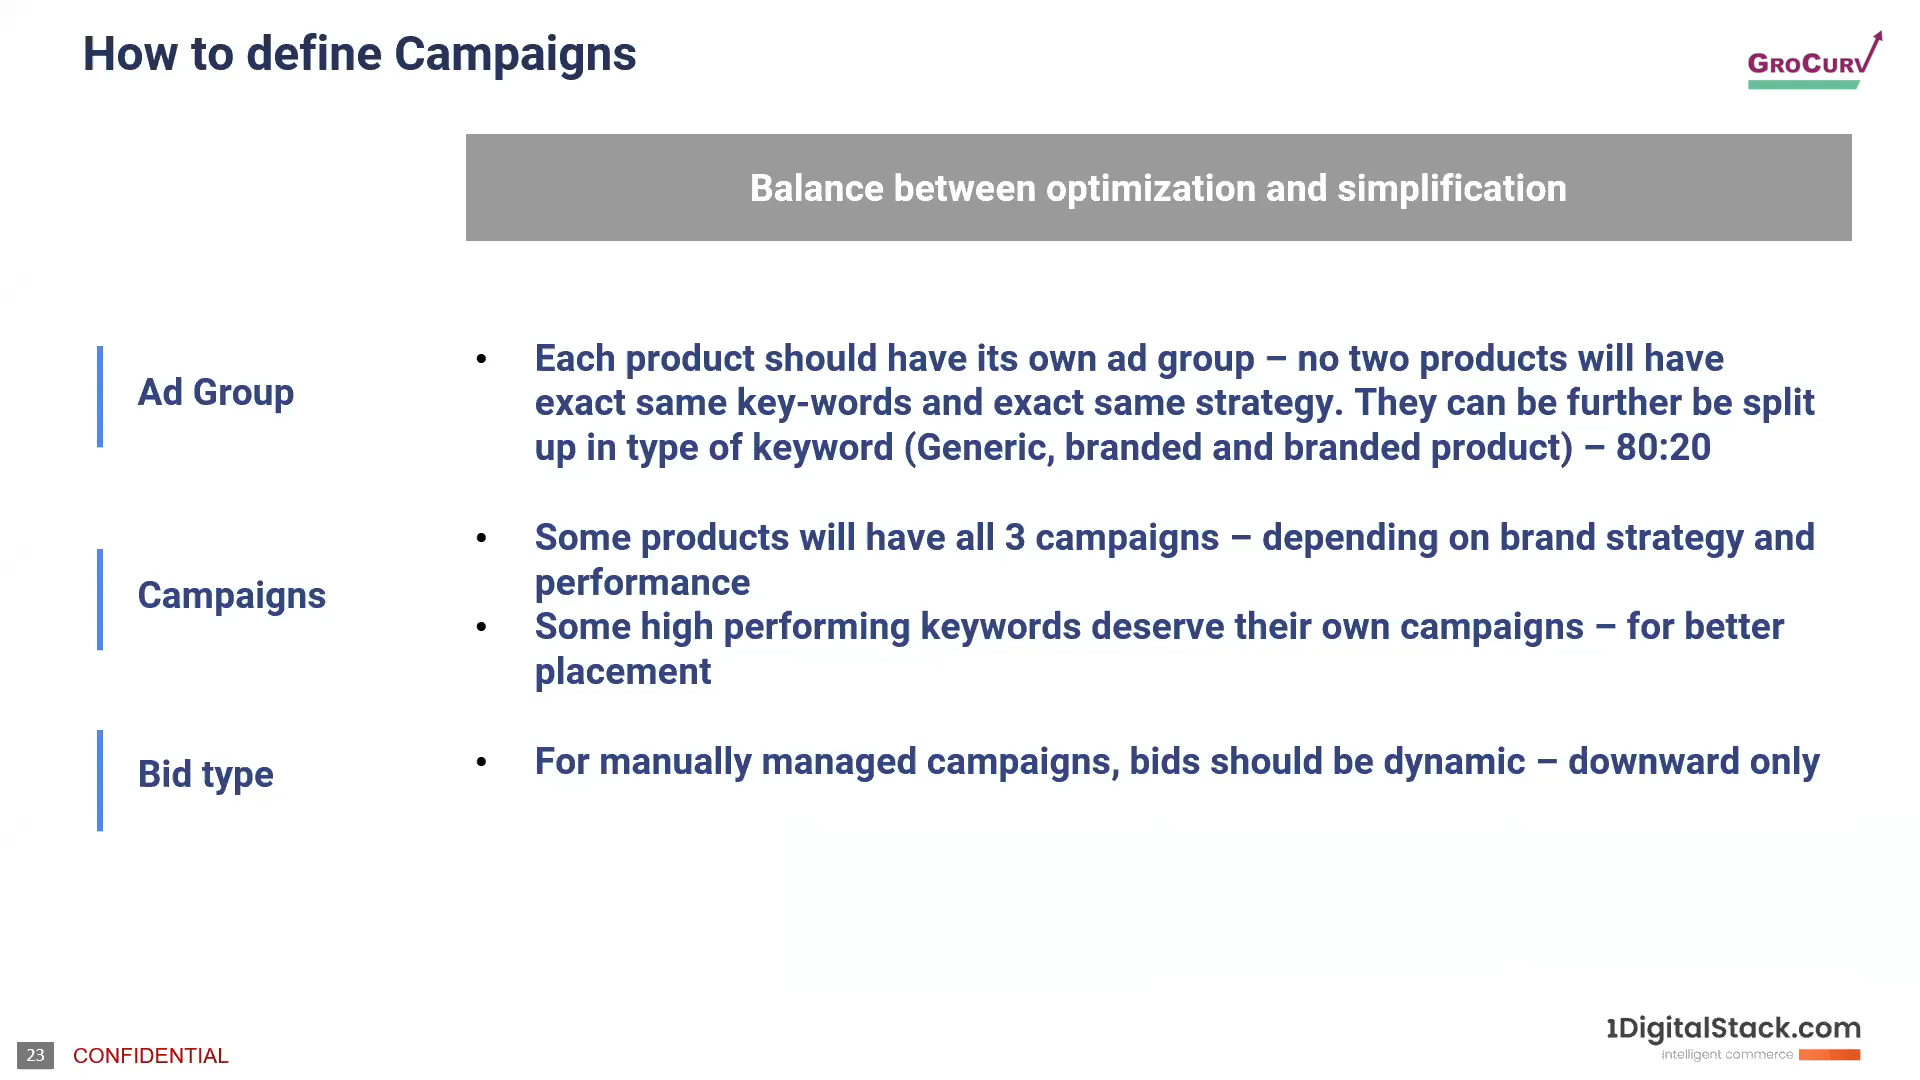 How to define Campaigns
GROCURV
Balance between optimization and simplification
Ad Group
• Each product should have its own ad group – no two products will have
exact same key-words and exact same strategy. They can be further be split
up in type of keyword (Generic, branded and branded product) – 80:20
Campaigns
• Some products will have all 3 campaigns – depending on brand strategy and
performance
• Some high performing keywords deserve their own campaigns – for better
placement
Bid type
• For manually managed campaigns, bids should be dynamic – downward only
1DigitalStack.com
intelligent commerce
23 CONFIDENTIAL